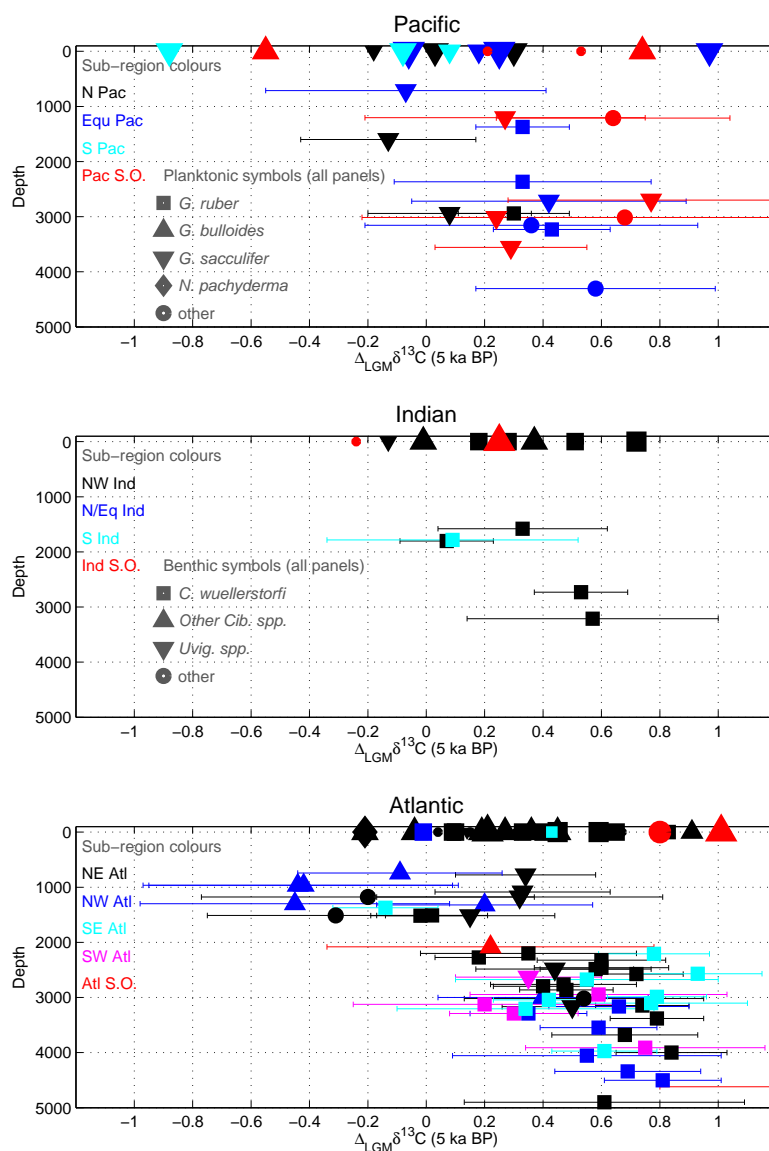 Pacific
0
1000
2000
3000
4000
5000
Depth
Sub−region colours
N Pac
Equ Pac
S Pac
Pac S.O.
Planktonic symbols (all panels)
G. ruber
G. bulloides
G. sacculifer
N. pachyderma
other
−1 −0.8 −0.6 −0.4 −0.2 0 0.2 0.4 0.6 0.8 1
Δ_LGM δ¹³C (5 ka BP)
Indian
0
1000
2000
3000
4000
5000
Depth
Sub−region colours
NW Ind
N/Eq Ind
S Ind
Ind S.O.
Benthic symbols (all panels)
C. wuellerstorfi
Other Cib. spp.
Uvig. spp.
other
−1 −0.8 −0.6 −0.4 −0.2 0 0.2 0.4 0.6 0.8 1
Δ_LGM δ¹³C (5 ka BP)
Atlantic
0
1000
2000
3000
4000
5000
Depth
Sub−region colours
NE Atl
NW Atl
SE Atl
SW Atl
Atl S.O.
−1 −0.8 −0.6 −0.4 −0.2 0 0.2 0.4 0.6 0.8 1
Δ_LGM δ¹³C (5 ka BP)